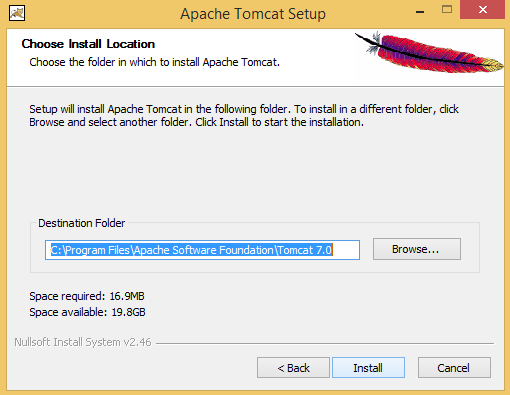 Apache Tomcat Setup
Choose Install Location
Choose the folder in which to install Apache Tomcat.
Setup will install Apache Tomcat in the following folder. To install in a different folder, click
Browse and select another folder. Click Install to start the installation.
Destination Folder
C:\Program Files\Apache Software Foundation\Tomcat 7.0
Browse...
Space required: 16.9MB
Space available: 19.8GB
Nullsoft Install System v2.46
< Back
Install
Cancel